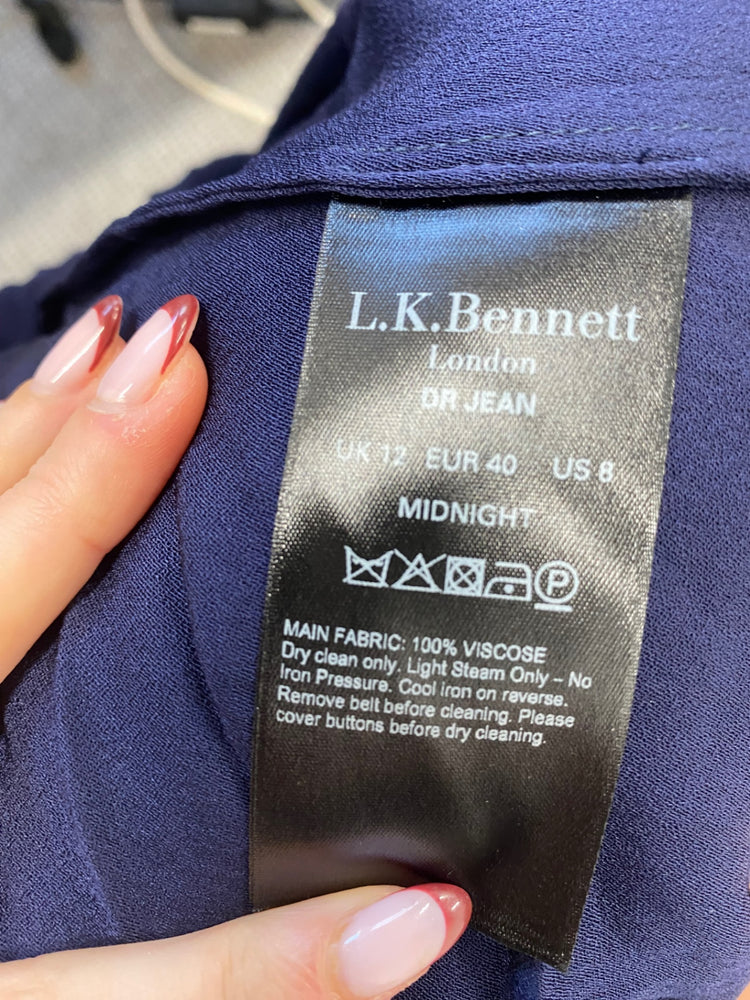 L.K.Bennett
London
DR JEAN
UK 12 EUR 40 US 8
MIDNIGHT
P
MAIN FABRIC: 100% VISCOSE
Dry clean only. Light Steam Only – No
Iron Pressure. Cool iron on reverse.
Remove belt before cleaning. Please
cover buttons before dry cleaning.